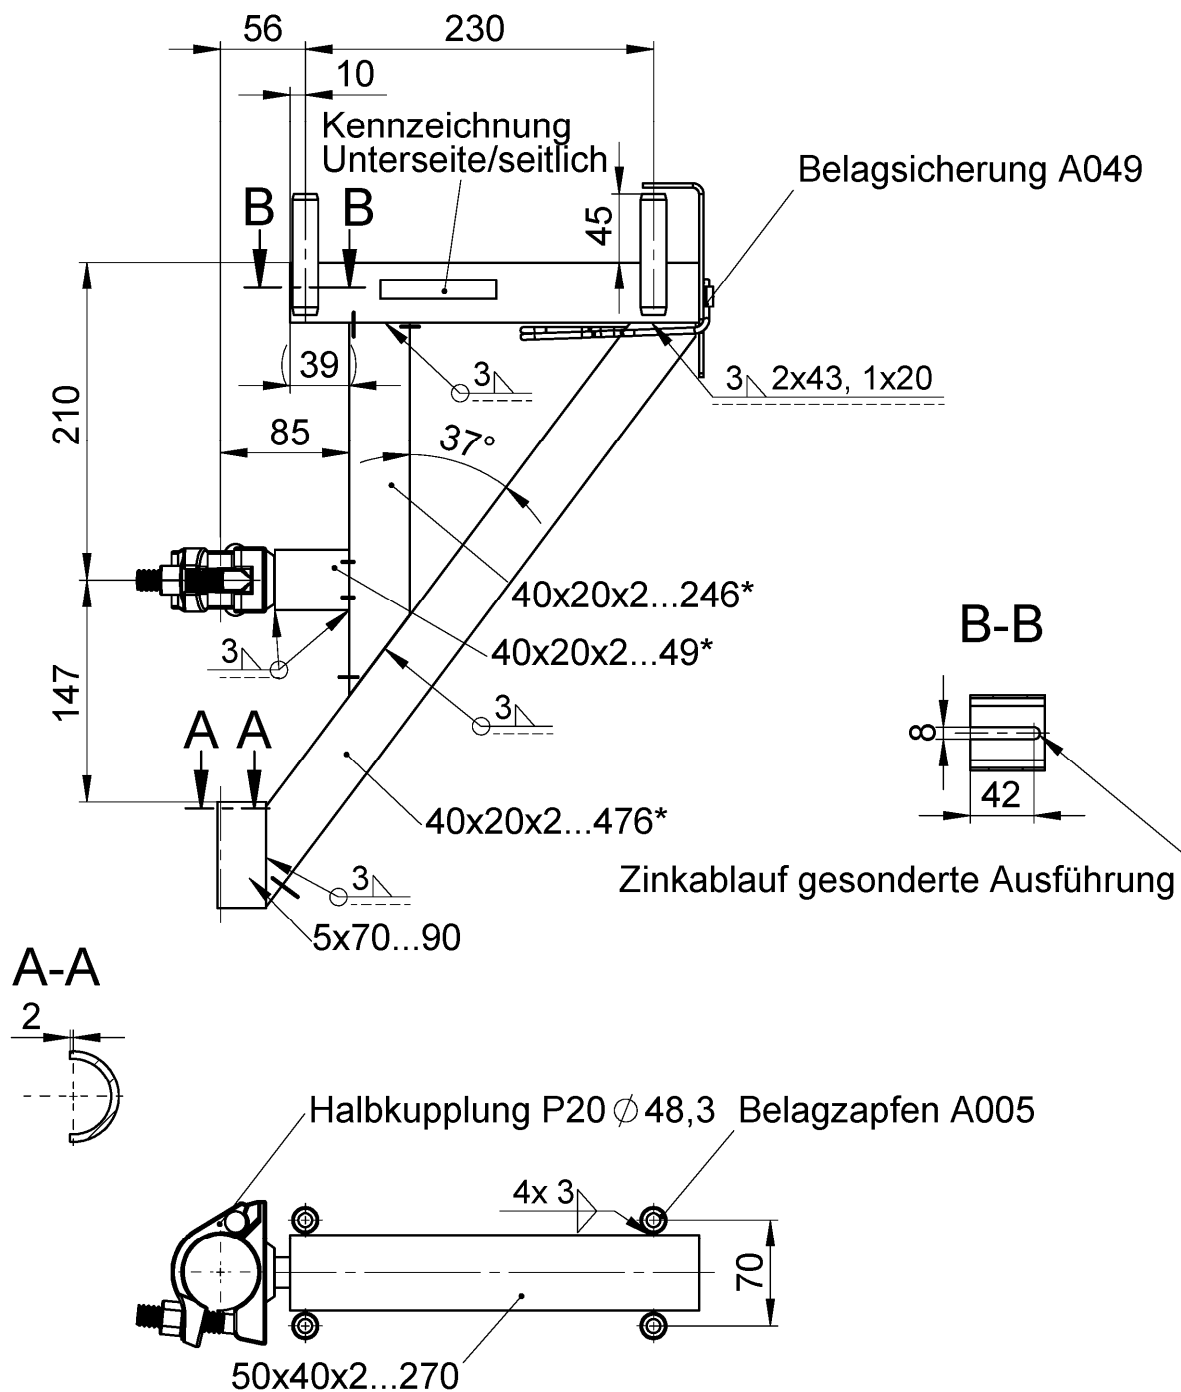 56
230
10
Kennzeichnung
Unterseite/seitlich
Belagsicherung A049
B B
45
39
3
3 2x43, 1x20
210
85
37°
40x20x2...246*
B-B
3
40x20x2...49*
147
3
8
A A
42
40x20x2...476*
3
Zinkablauf gesonderte Ausführung
5x70...90
A-A
2
Halbkupplung P20 ∅ 48,3
Belagzapfen A005
4x 3
70
50x40x2...270